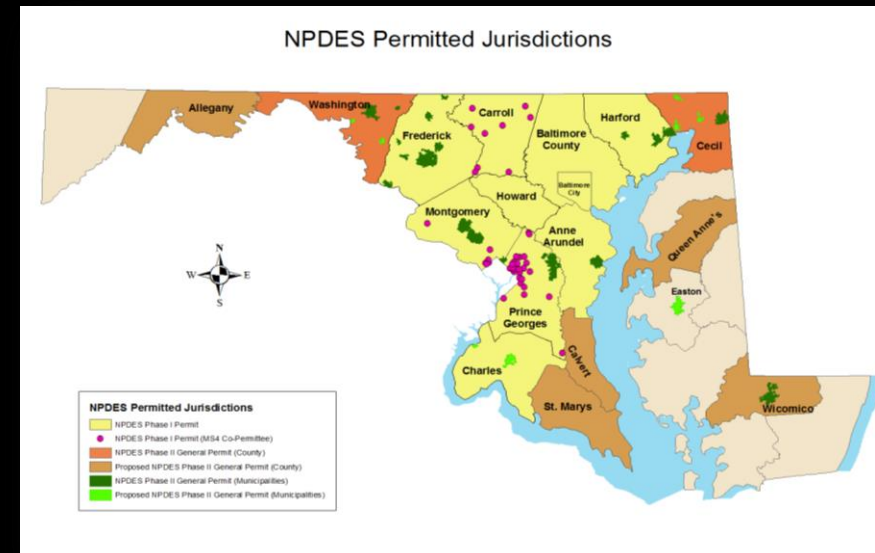 NPDES Permitted Jurisdictions
Allegany
Washington
Frederick
Carroll
Baltimore
County
Harford
Cecil
Baltimore
City
Howard
Montgomery
Anne
Arundel
Queen Anne's
N
W
E
S
Easton
Prince
Georges
Calvert
Charles
St. Marys
Wicomico
NPDES Permitted Jurisdictions
NPDES Phase I Permit
NPDES Phase I Permit (MS4 Co-Permittee)
NPDES Phase II General Permit (County)
Proposed NPDES Phase II General Permit (County)
NPDES Phase II General Permit (Municipalities)
Proposed NPDES Phase II General Permit (Municipalities)